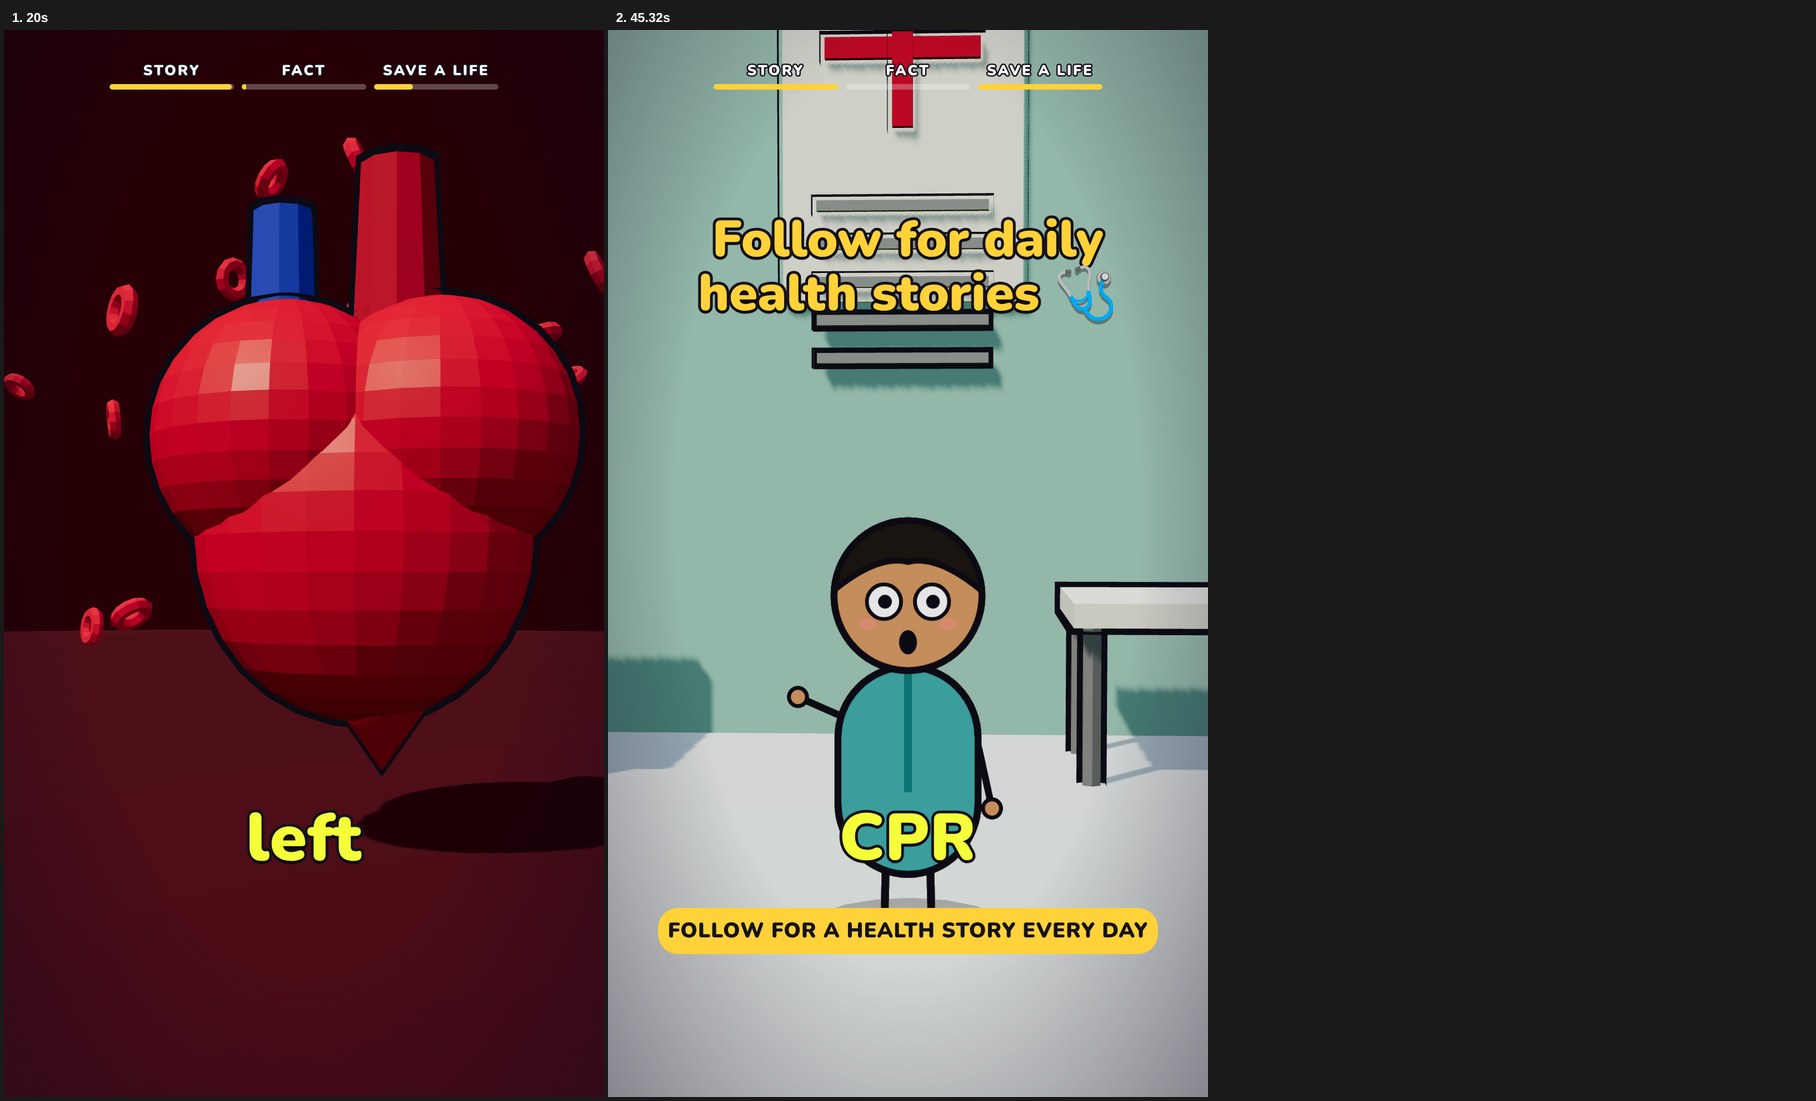 1. 20s
STORY FACT SAVE A LIFE
left
2. 45.32s
STORY FACT SAVE A LIFE
Follow for daily
health stories 🩺
CPR
FOLLOW FOR A HEALTH STORY EVERY DAY